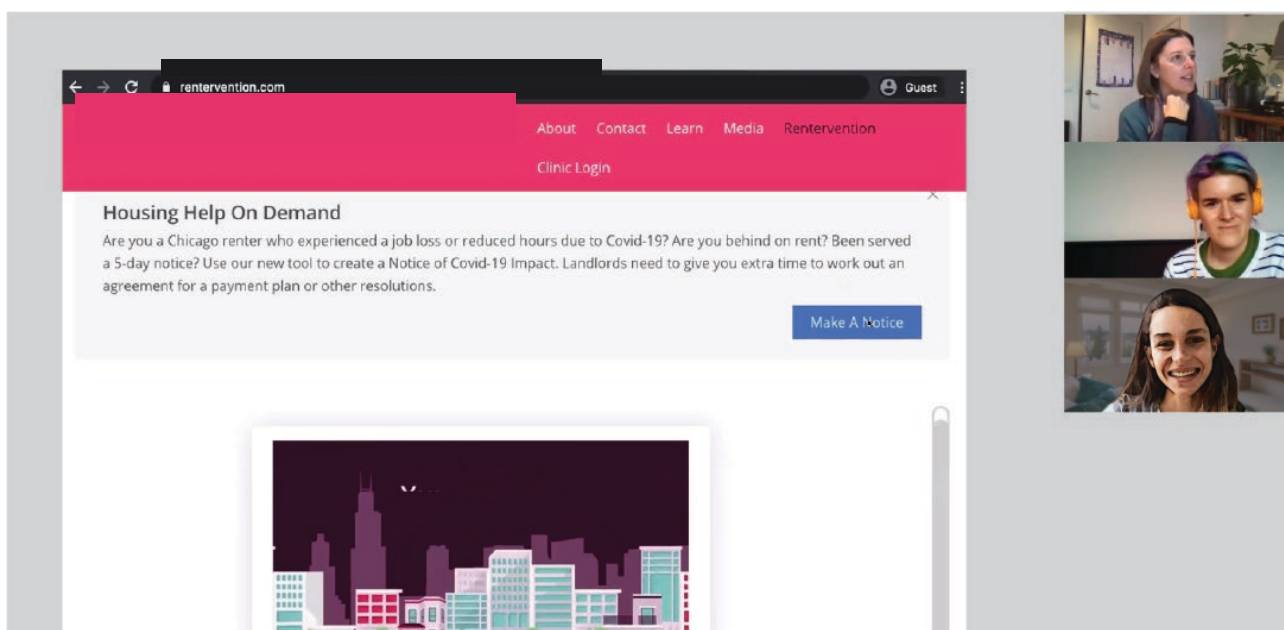 rentervention.com
Guest
About Contact Learn Media Rentervention
Clinic Login
Housing Help On Demand
Are you a Chicago renter who experienced a job loss or reduced hours due to Covid-19? Are you behind on rent? Been served
a 5-day notice? Use our new tool to create a Notice of Covid-19 Impact. Landlords need to give you extra time to work out an
agreement for a payment plan or other resolutions.
Make A Notice